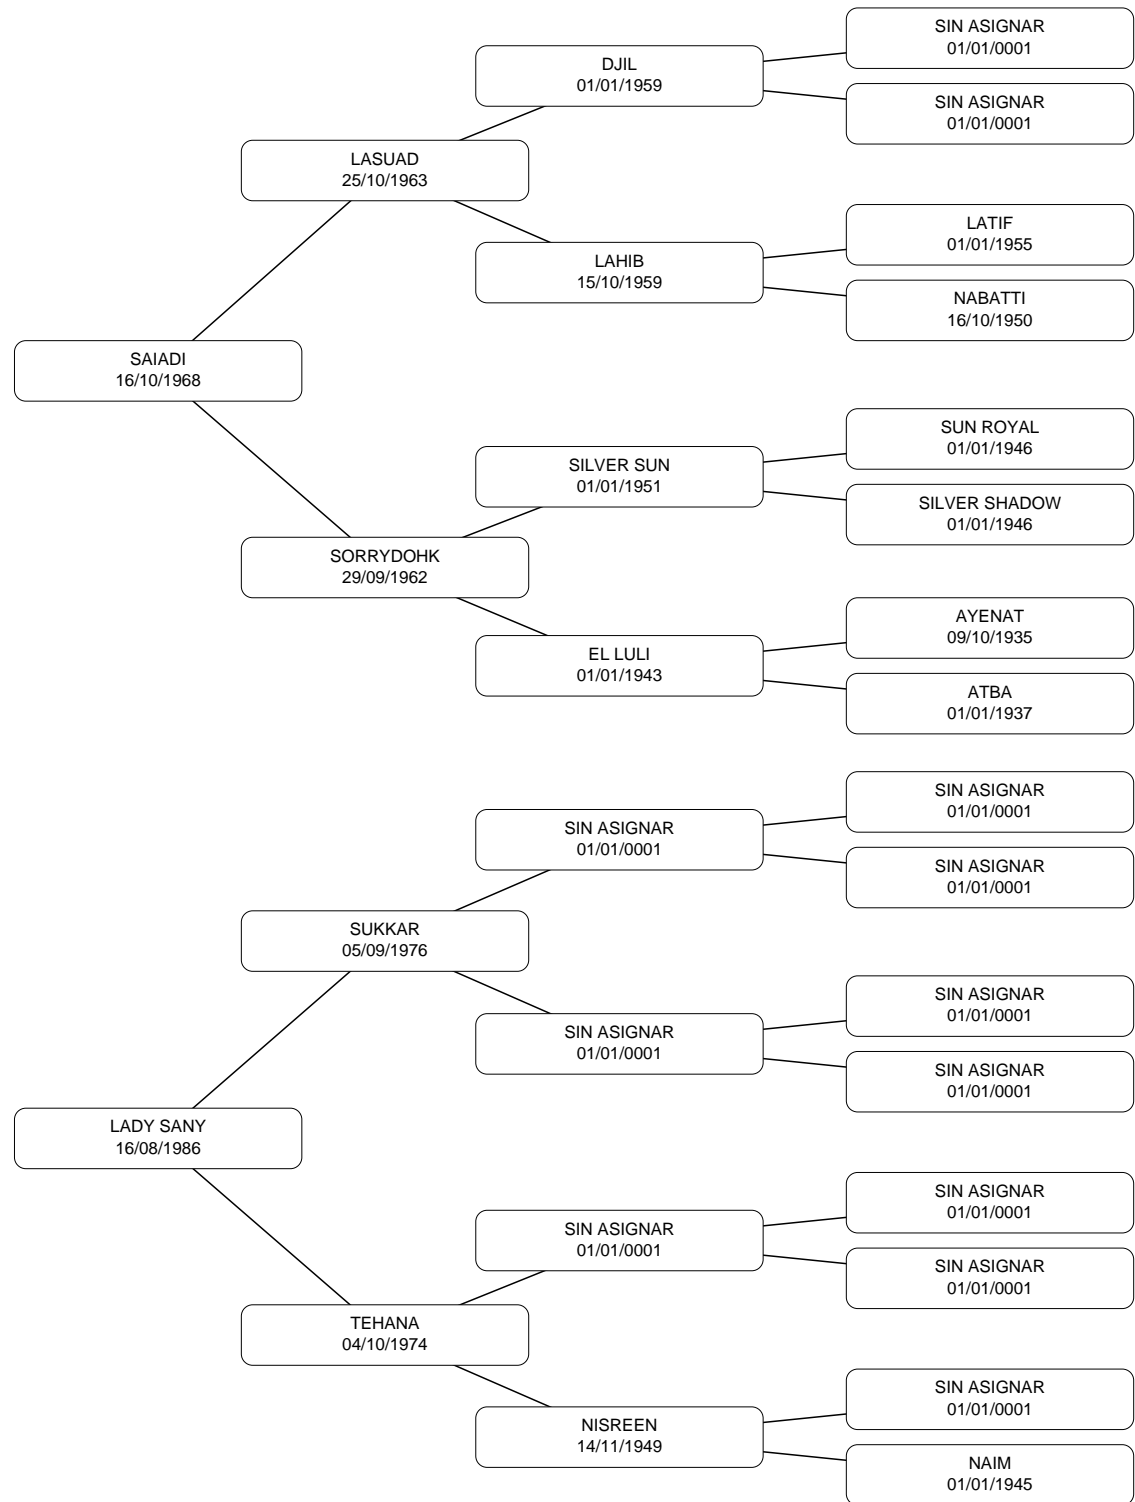 SIN ASIGNAR
01/01/0001
DJIL
01/01/1959
SIN ASIGNAR
01/01/0001
LASUAD
25/10/1963
LATIF
01/01/1955
LAHIB
15/10/1959
NABATTI
16/10/1950
SAIADI
16/10/1968
SUN ROYAL
01/01/1946
SILVER SUN
01/01/1951
SILVER SHADOW
01/01/1946
SORRYDOHK
29/09/1962
AYENAT
09/10/1935
EL LULI
01/01/1943
ATBA
01/01/1937
SIN ASIGNAR
01/01/0001
SIN ASIGNAR
01/01/0001
SIN ASIGNAR
01/01/0001
SUKKAR
05/09/1976
SIN ASIGNAR
01/01/0001
SIN ASIGNAR
01/01/0001
SIN ASIGNAR
01/01/0001
LADY SANY
16/08/1986
SIN ASIGNAR
01/01/0001
SIN ASIGNAR
01/01/0001
SIN ASIGNAR
01/01/0001
TEHANA
04/10/1974
SIN ASIGNAR
01/01/0001
NISREEN
14/11/1949
NAIM
01/01/1945